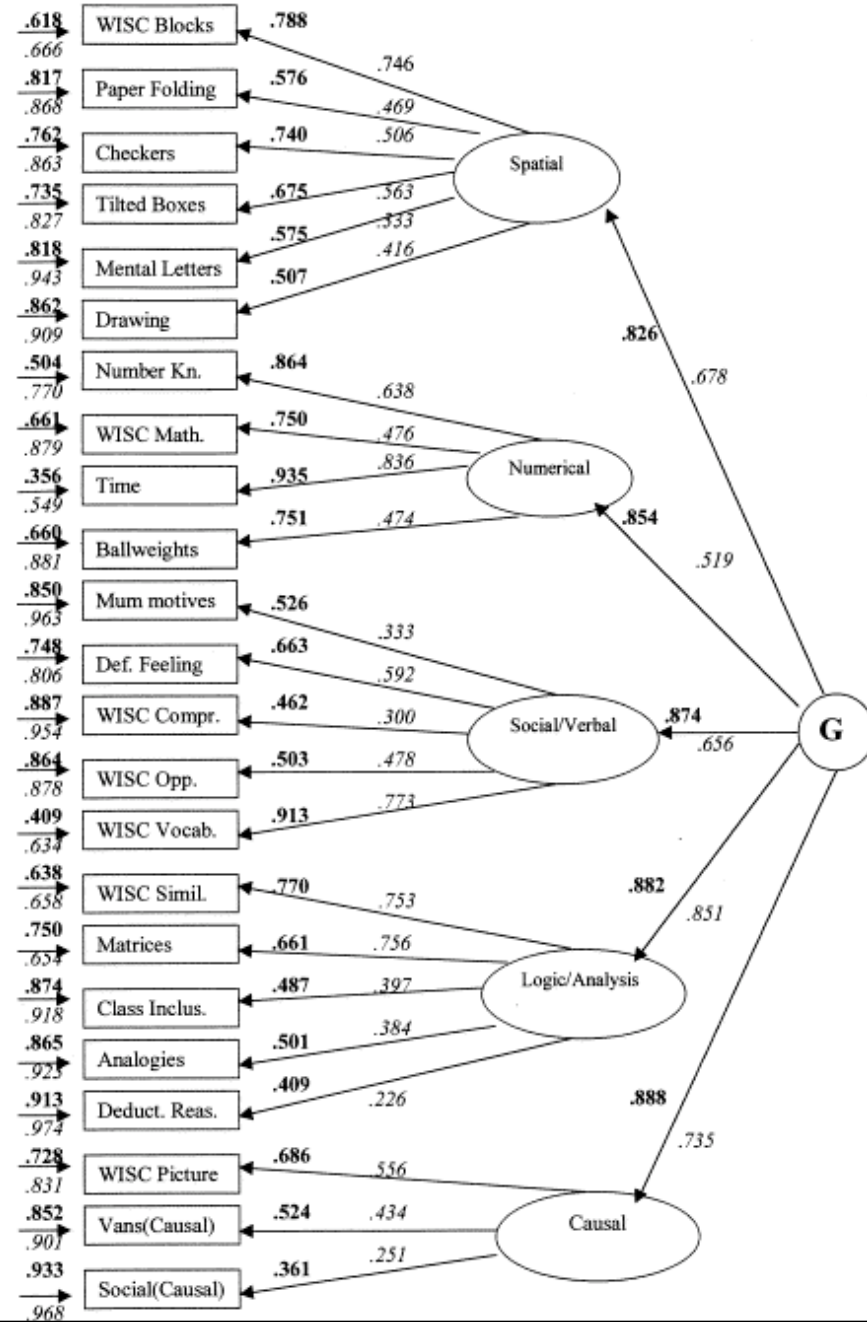 .618 WISC Blocks .788
.666 .746
.817 Paper Folding .576
.868 .469
.762 Checkers .740 .506
.863
Spatial
.735 Tilted Boxes .675 .563
.827 .333
.818 Mental Letters .575 .416
.943
.862 Drawing .507
.909
.826
.678
.504 Number Kn. .864
.770 .638
.661 WISC Math. .750 .476
.879 .836
.356 Time .935
.549
Numerical
.660 Ballweights .751 .474
.881
.854
.519
.850 Mum motives .526
.963 .333
.748 Def. Feeling .663
.806 .592
.887 WISC Compr. .462 .300
.954
Social/Verbal
.874
.656
G
.864 WISC Opp. .503 .478
.878 .773
.409 WISC Vocab. .913
.634
.638 WISC Simil. .770
.658 .753
.882
.851
.750 Matrices .661 .756
.654
.874 Class Inclus. .487 .397
.918
Logic/Analysis
.865 Analogies .501 .384
.923
.913 Deduct. Reas. .409
.974 .226
.888
.735
.728 WISC Picture .686
.831 .556
.852 Vans(Causal) .524 .434
.901
Causal
.933 Social(Causal) .361 .251
.968